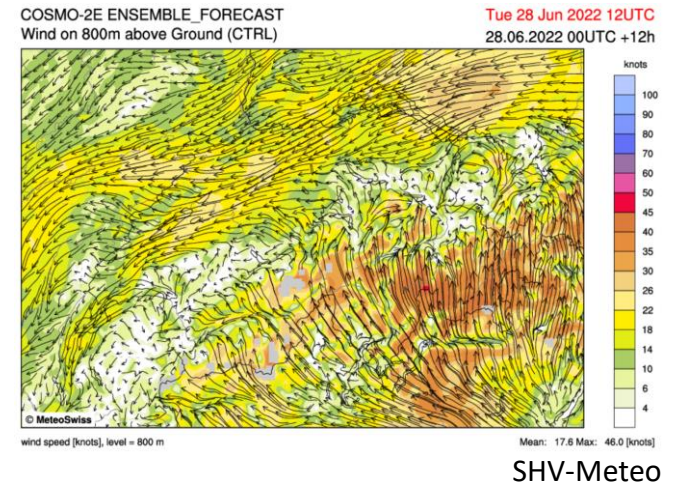 COSMO-2E ENSEMBLE_FORECAST
Tue 28 Jun 2022 12UTC
Wind on 800m above Ground (CTRL)
28.06.2022 00UTC +12h
knots
100
90
80
70
60
50
45
40
35
30
26
22
18
14
10
6
4
© MeteoSwiss
wind speed [knots], level = 800 m
Mean: 17.6 Max: 46.0 [knots]
SHV-Meteo